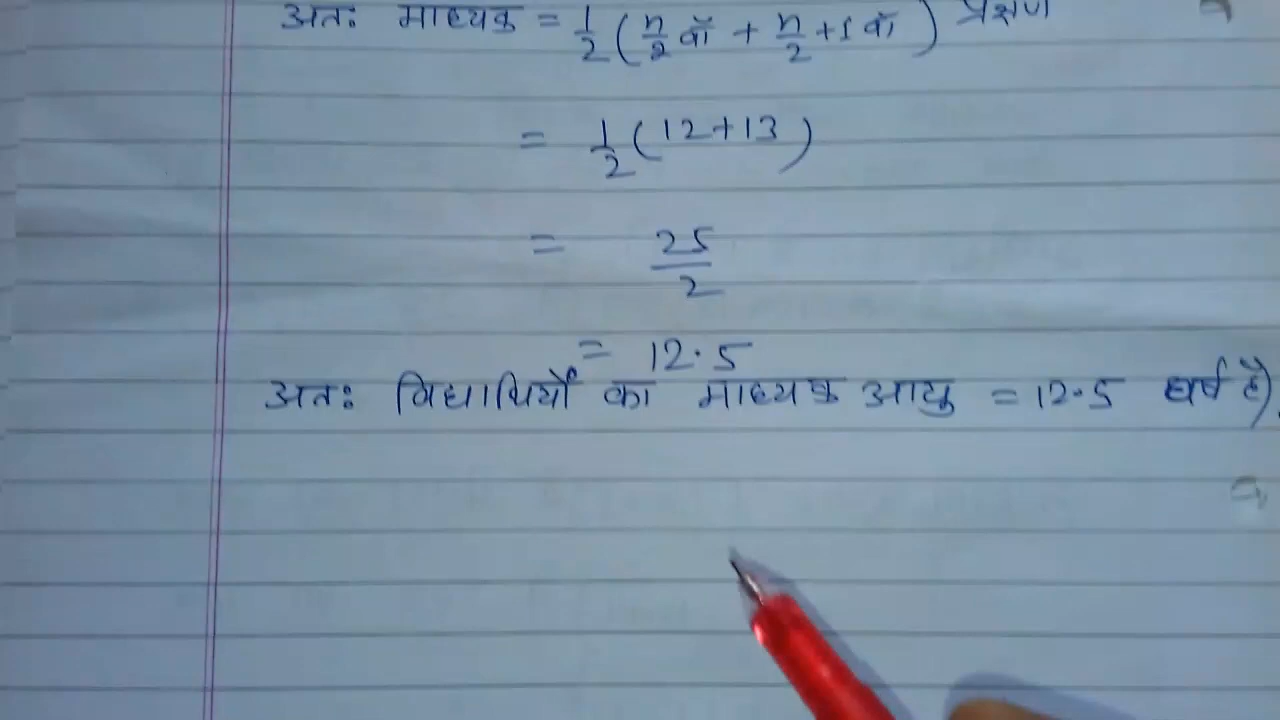 अतः माध्यक = 1/2 ( n/2 वाँ + n/2 + 1 वाँ ) प्रेक्षण
= 1/2 ( 12 + 13 )
= 25/2
= 12.5
अतः विद्यार्थियों का माध्यक आयु = 12.5 वर्ष है।